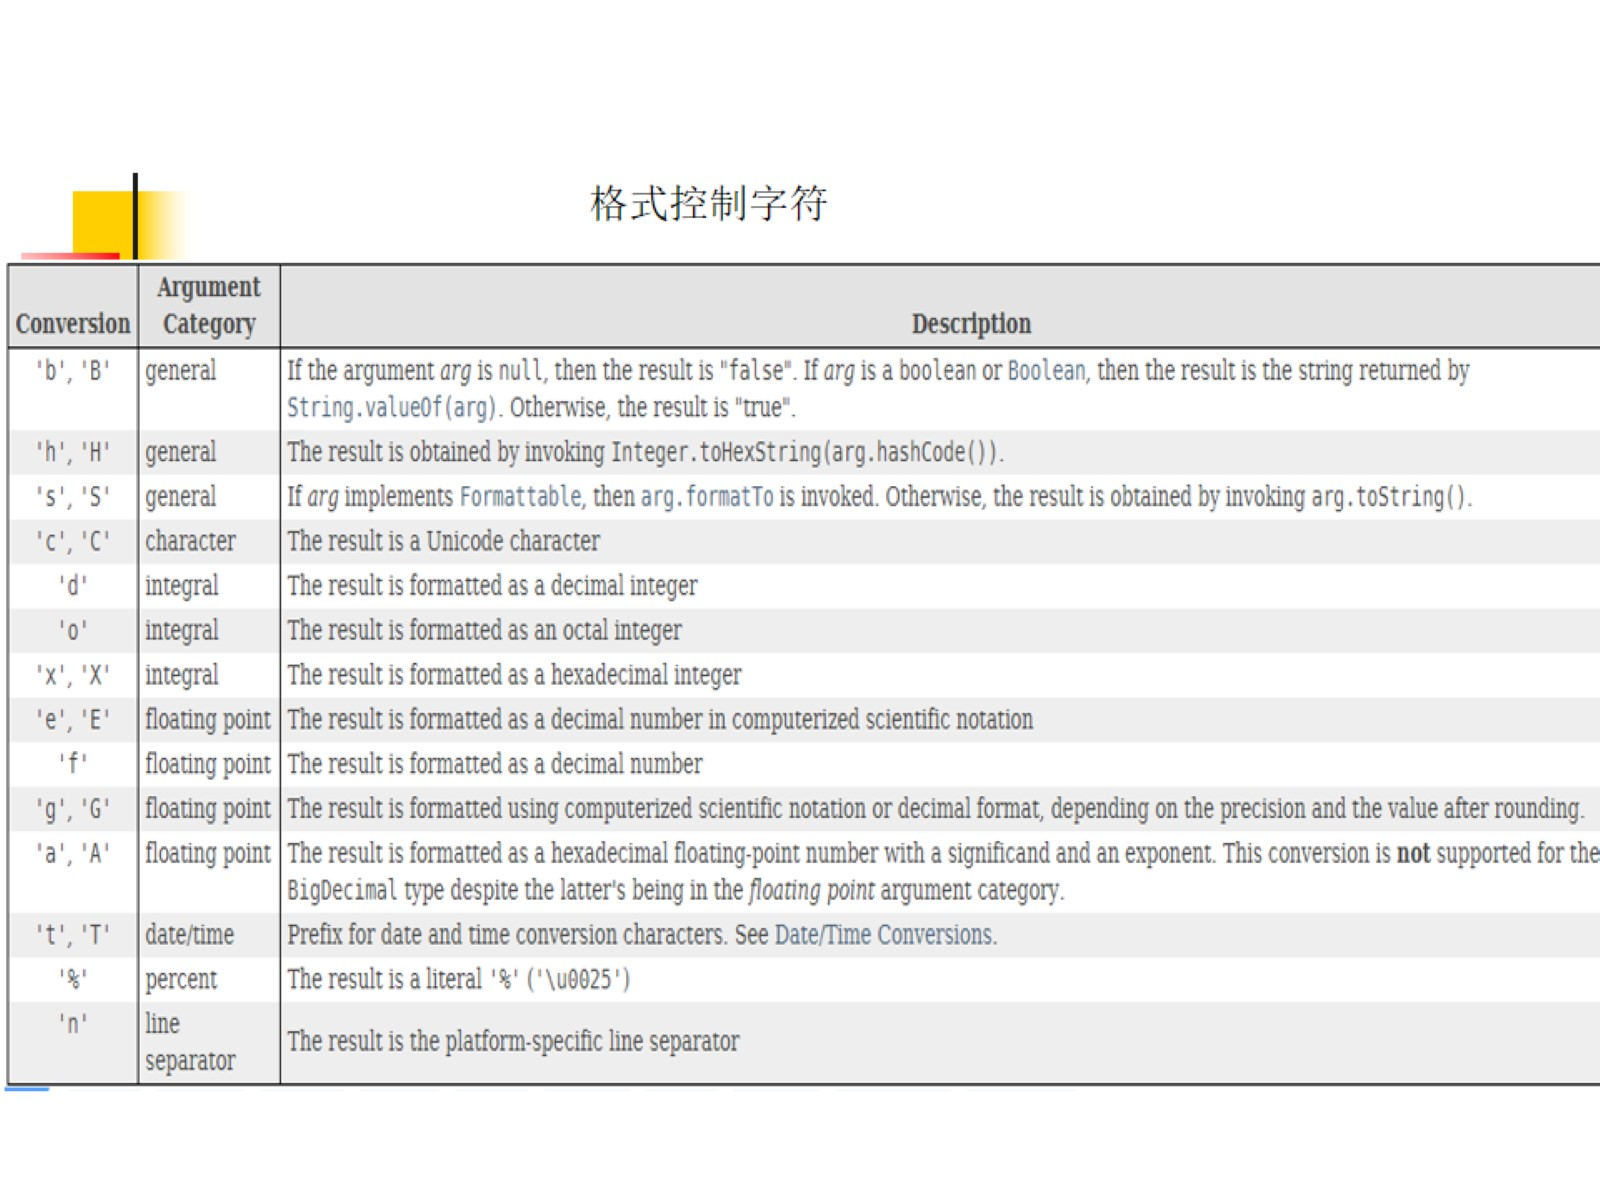 格式控制字符
Argument
Conversion Category Description
'b', 'B' general If the argument arg is null, then the result is "false". If arg is a boolean or Boolean, then the result is the string returned by
String.valueOf(arg). Otherwise, the result is "true".
'h', 'H' general The result is obtained by invoking Integer.toHexString(arg.hashCode()).
's', 'S' general If arg implements Formattable, then arg.formatTo is invoked. Otherwise, the result is obtained by invoking arg.toString().
'c', 'C' character The result is a Unicode character
'd' integral The result is formatted as a decimal integer
'o' integral The result is formatted as an octal integer
'x', 'X' integral The result is formatted as a hexadecimal integer
'e', 'E' floating point The result is formatted as a decimal number in computerized scientific notation
'f' floating point The result is formatted as a decimal number
'g', 'G' floating point The result is formatted using computerized scientific notation or decimal format, depending on the precision and the value after rounding.
'a', 'A' floating point The result is formatted as a hexadecimal floating-point number with a significand and an exponent. This conversion is not supported for the
BigDecimal type despite the latter's being in the floating point argument category.
't', 'T' date/time Prefix for date and time conversion characters. See Date/Time Conversions.
'%' percent The result is a literal '%' ('\u0025')
'n' line
separator The result is the platform-specific line separator